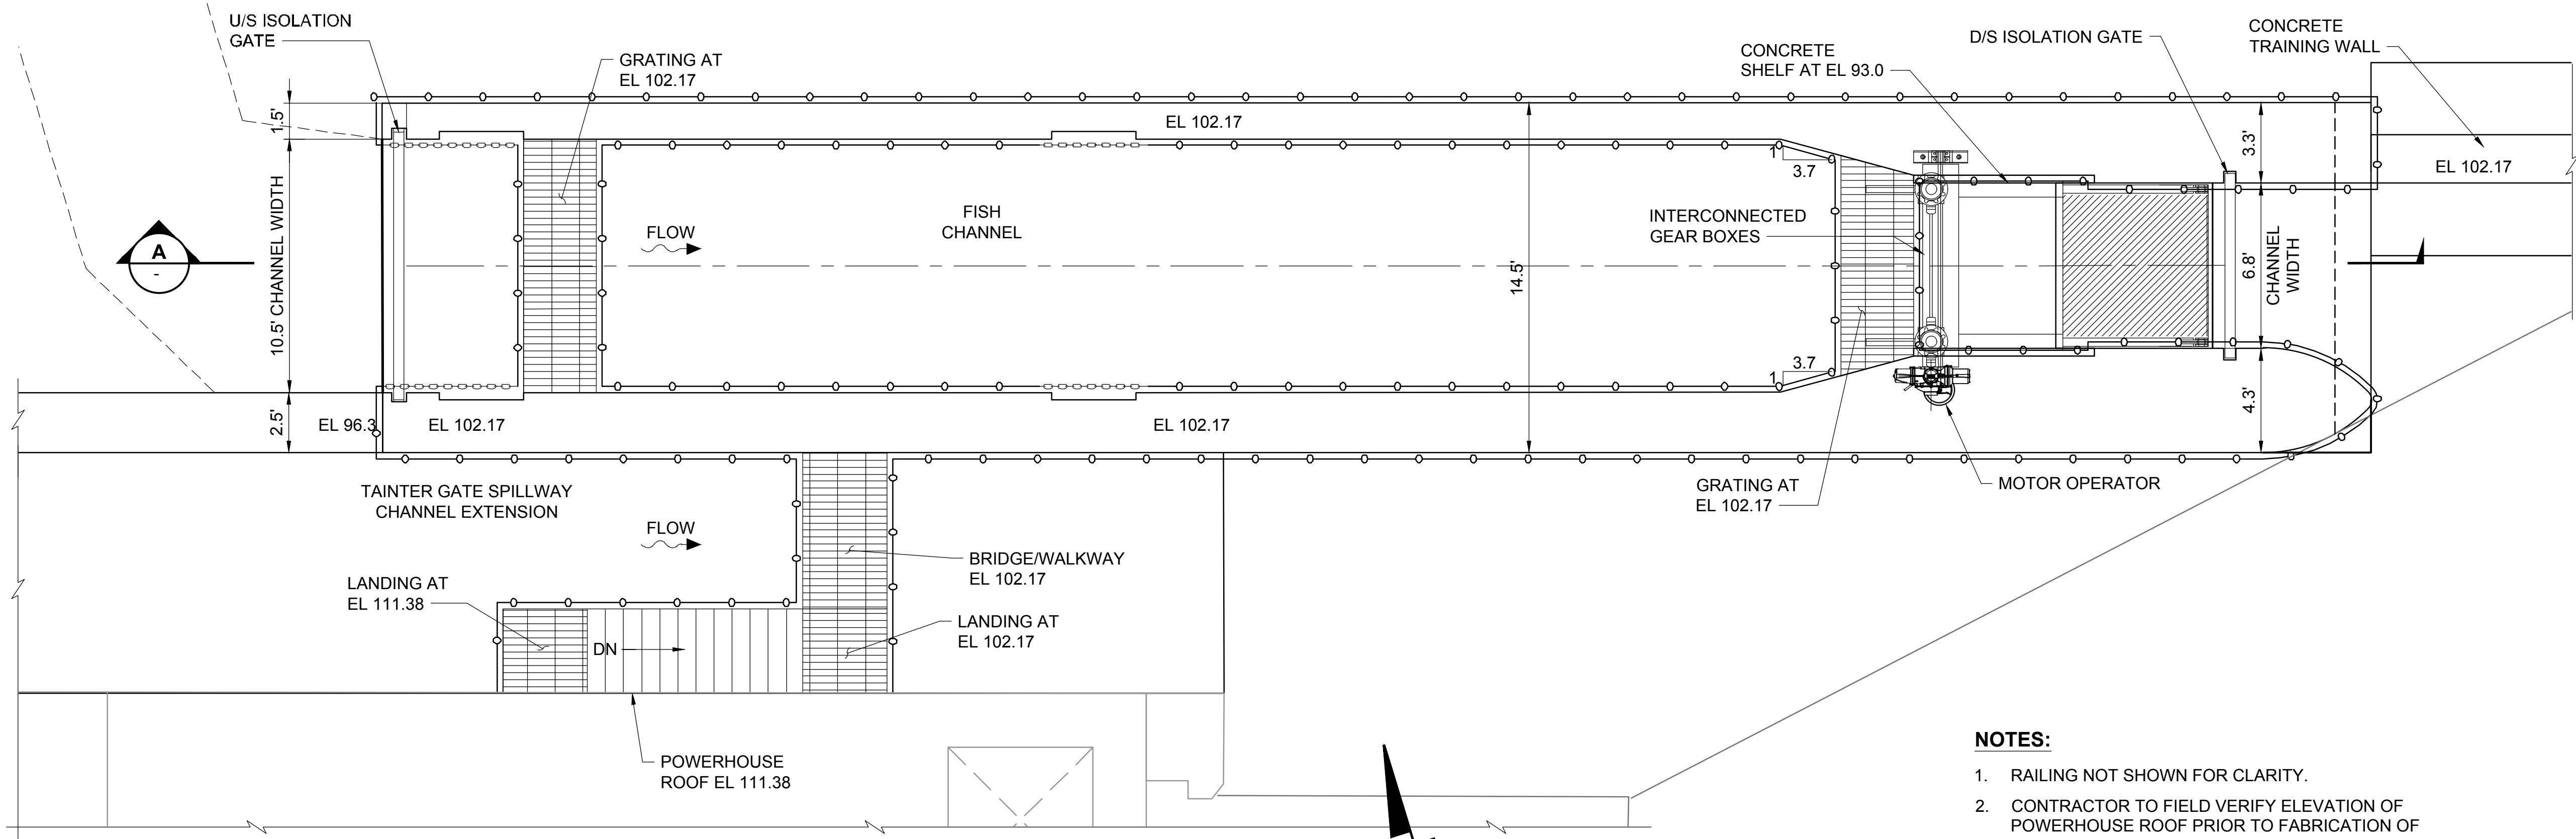 U/S ISOLATION
GATE
GRATING AT
EL 102.17
CONCRETE
SHELF AT EL 93.0
D/S ISOLATION GATE
CONCRETE
TRAINING WALL
1.5'
EL 102.17
3.3'
EL 102.17
1
3.7
10.5' CHANNEL WIDTH
A
-
FLOW
FISH
CHANNEL
INTERCONNECTED
GEAR BOXES
14.5'
6.8'
CHANNEL
WIDTH
3.7
1
2.5'
EL 96.3
EL 102.17
EL 102.17
4.3'
TAINTER GATE SPILLWAY
CHANNEL EXTENSION
GRATING AT
EL 102.17
MOTOR OPERATOR
FLOW
BRIDGE/WALKWAY
EL 102.17
LANDING AT
EL 111.38
LANDING AT
EL 102.17
DN
POWERHOUSE
ROOF EL 111.38
NOTES:
1. RAILING NOT SHOWN FOR CLARITY.
2. CONTRACTOR TO FIELD VERIFY ELEVATION OF
POWERHOUSE ROOF PRIOR TO FABRICATION OF